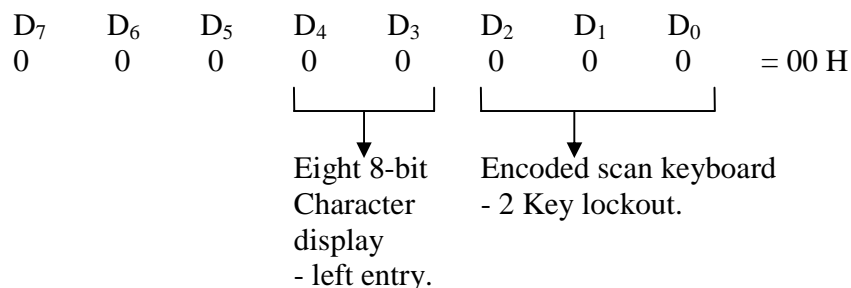 D₇ D₆ D₅ D₄ D₃ D₂ D₁ D₀
0 0 0 0 0 0 0 0 = 00 H
Eight 8-bit Encoded scan keyboard
Character - 2 Key lockout.
display
- left entry.